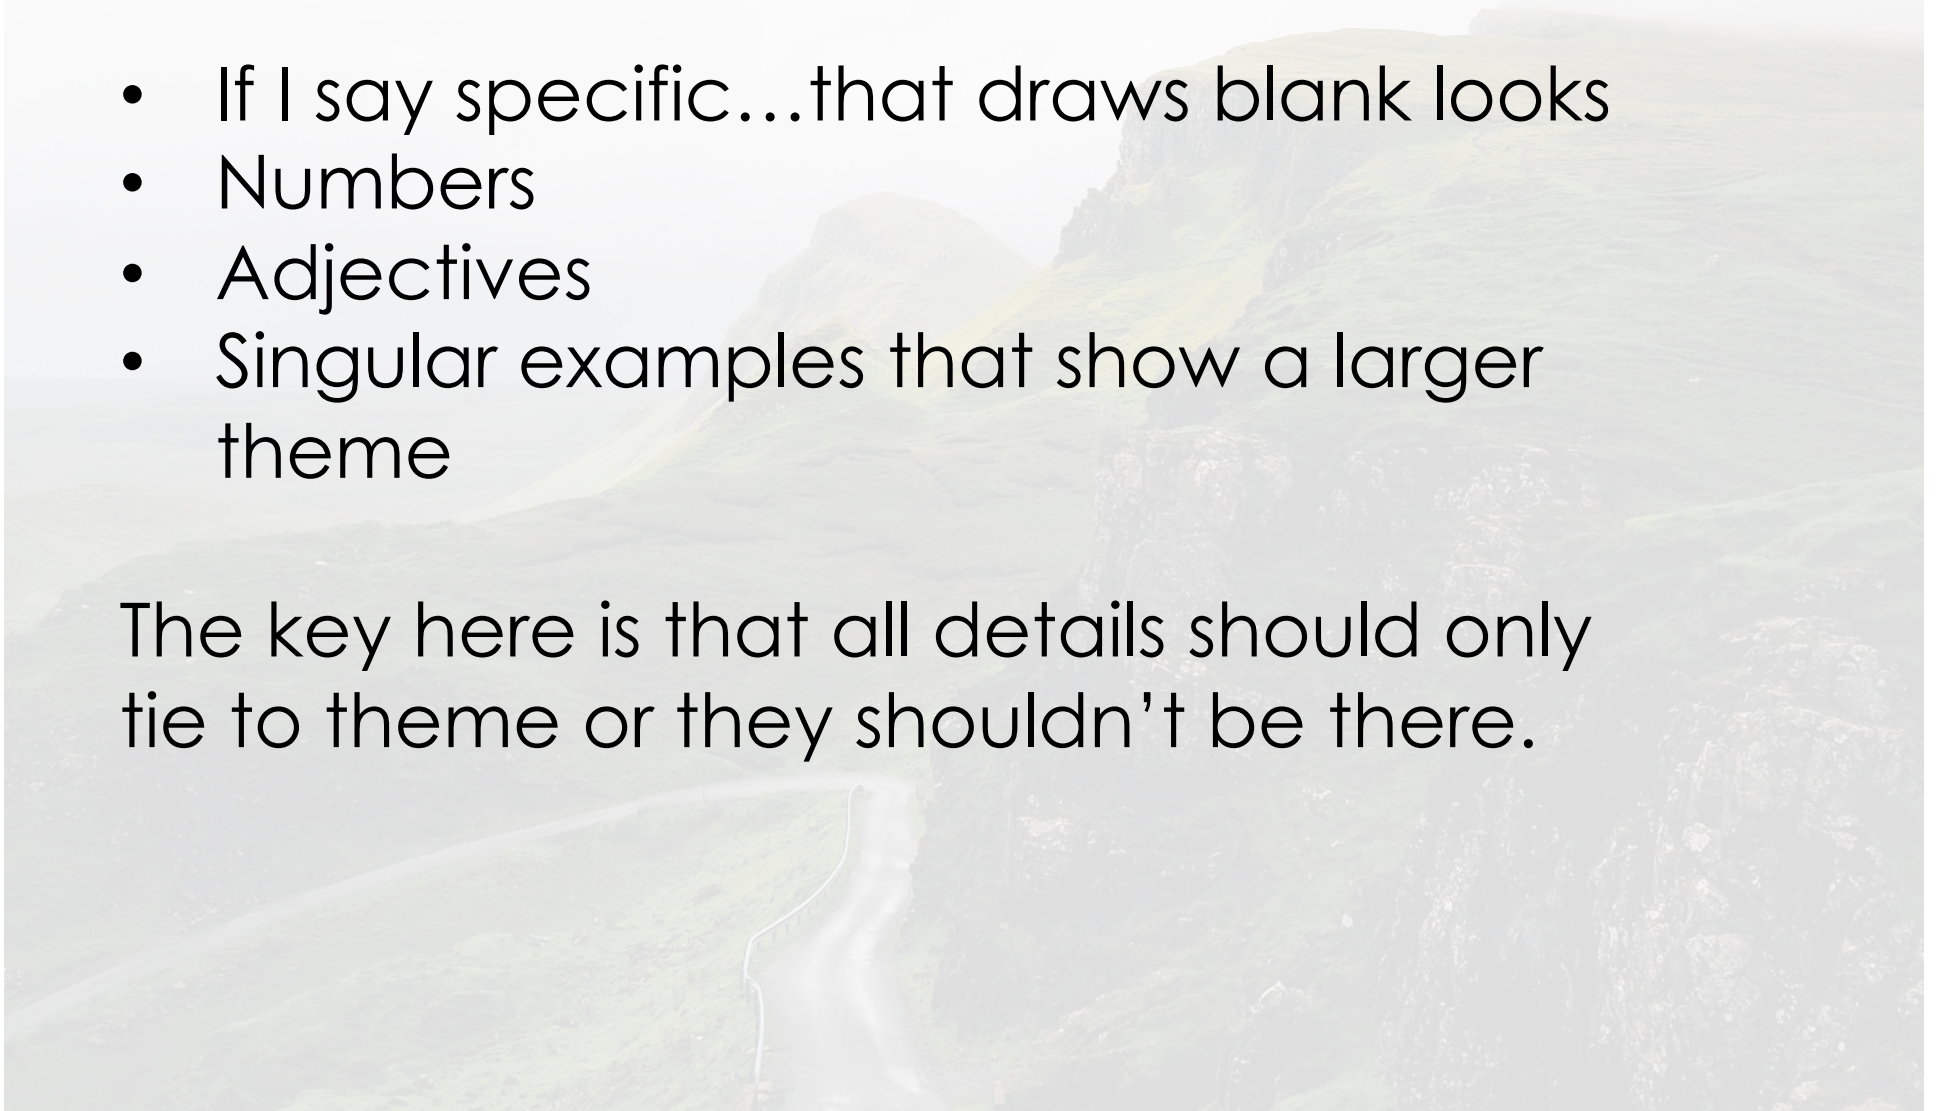 • If I say specific…that draws blank looks
• Numbers
• Adjectives
• Singular examples that show a larger
theme
The key here is that all details should only
tie to theme or they shouldn’t be there.